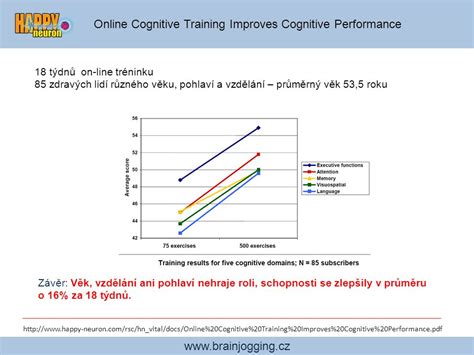 HAPPY
neuron
Online Cognitive Training Improves Cognitive Performance
18 týdnů on-line tréninku
85 zdravých lidí různého věku, pohlaví a vzdělání – průměrný věk 53,5 roku
56
54
52
50
48
46
44
42
Average score
75 exercises
500 exercises
Executive functions
Attention
Memory
Visuospatial
Language
Training results for five cognitive domains; N = 85 subscribers
Závěr: Věk, vzdělání ani pohlaví nehraje roli, schopnosti se zlepšily v průměru
o 16% za 18 týdnů.
http://www.happy-neuron.com/rsc/hn_vital/docs/Online%20Cognitive%20Training%20Improves%20Cognitive%20Performance.pdf
www.brainjogging.cz